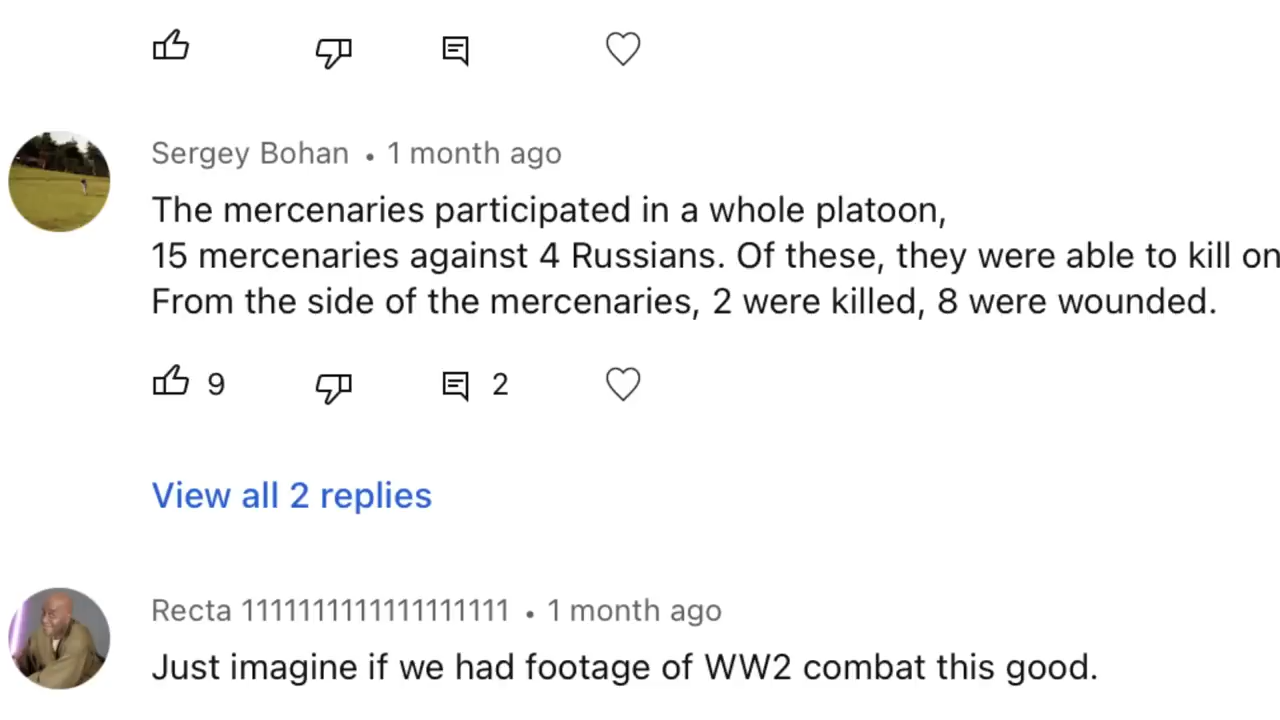 Sergey Bohan • 1 month ago
The mercenaries participated in a whole platoon,
15 mercenaries against 4 Russians. Of these, they were able to kill on
From the side of the mercenaries, 2 were killed, 8 were wounded.
9 2
View all 2 replies
Recta 1111111111111111111 • 1 month ago
Just imagine if we had footage of WW2 combat this good.